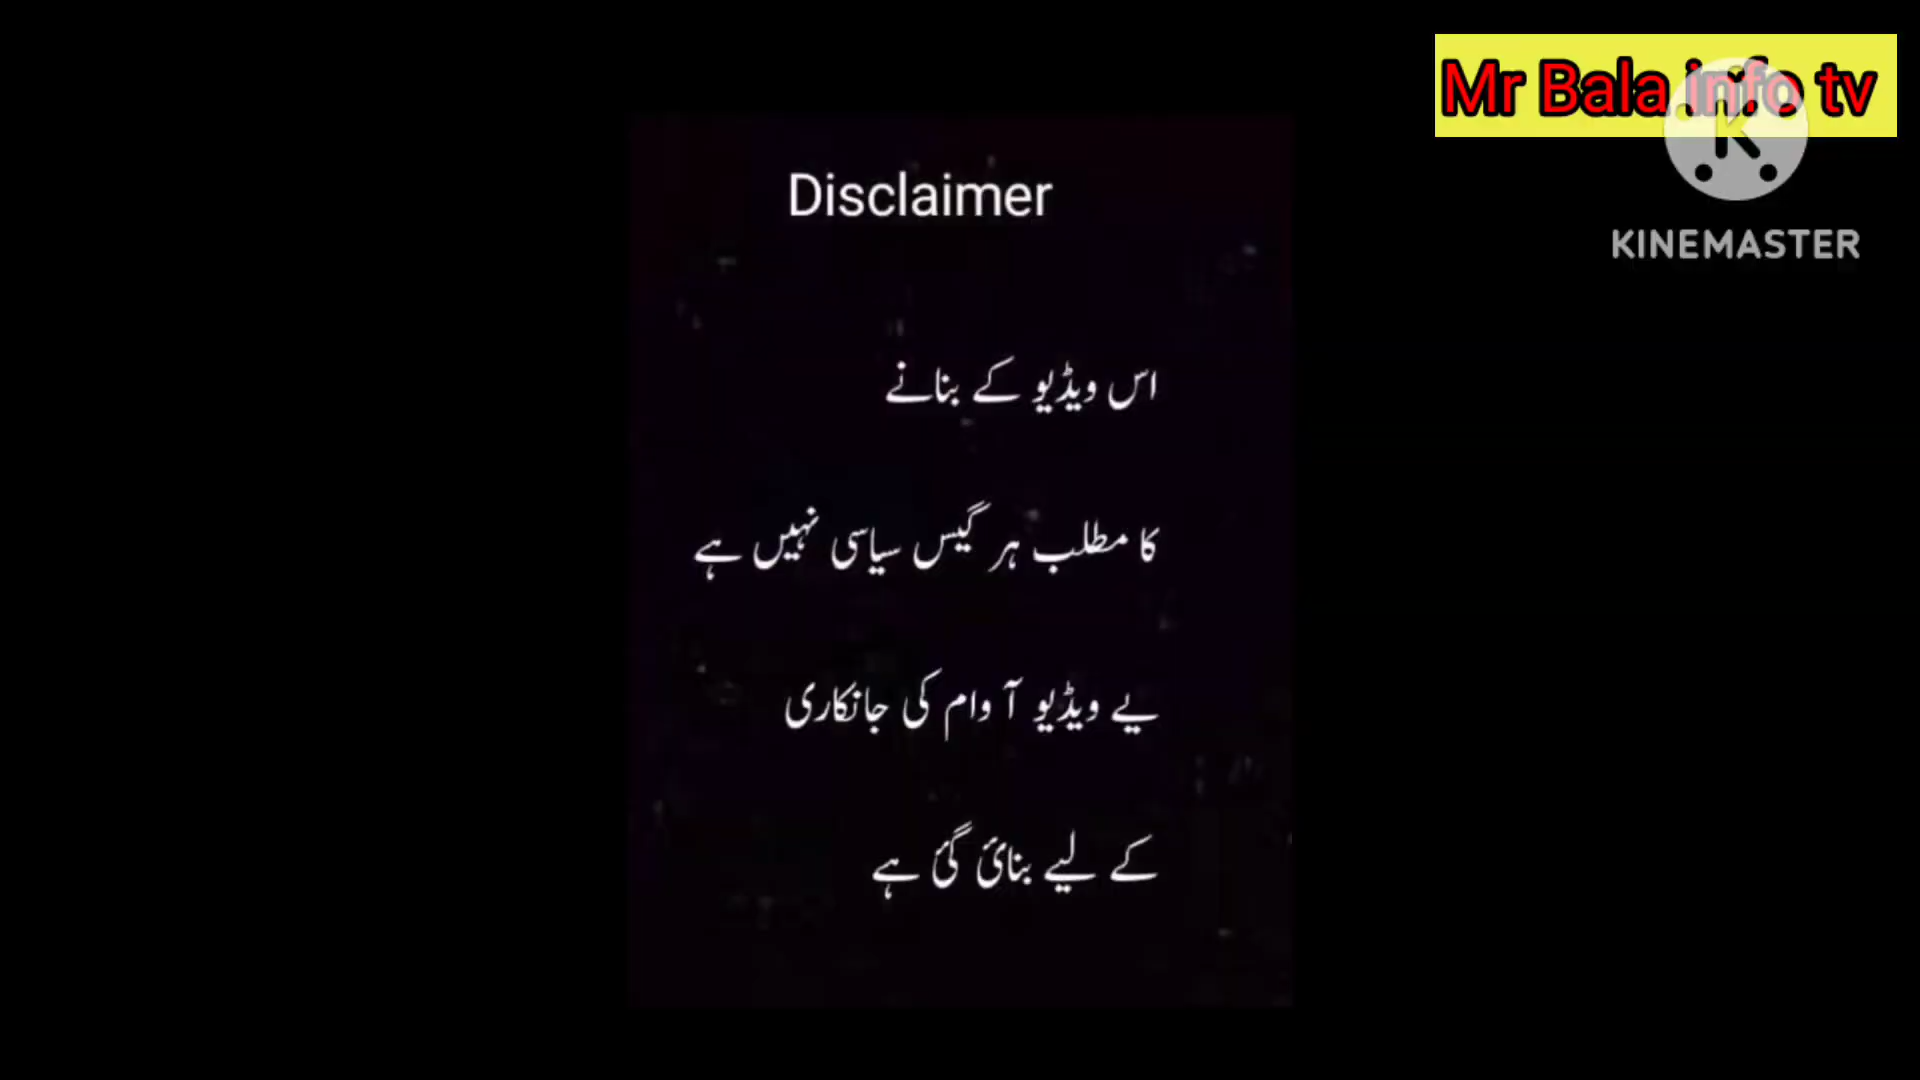 Mr Bala info tv
KINEMASTER
Disclaimer
اس ویڈیو کے بنانے
کا مطلب ہر گیس سیاسی نہیں ہے
یے ویڈیو آ وام کی جانکاری
کے لیے بنائ گئ ہے